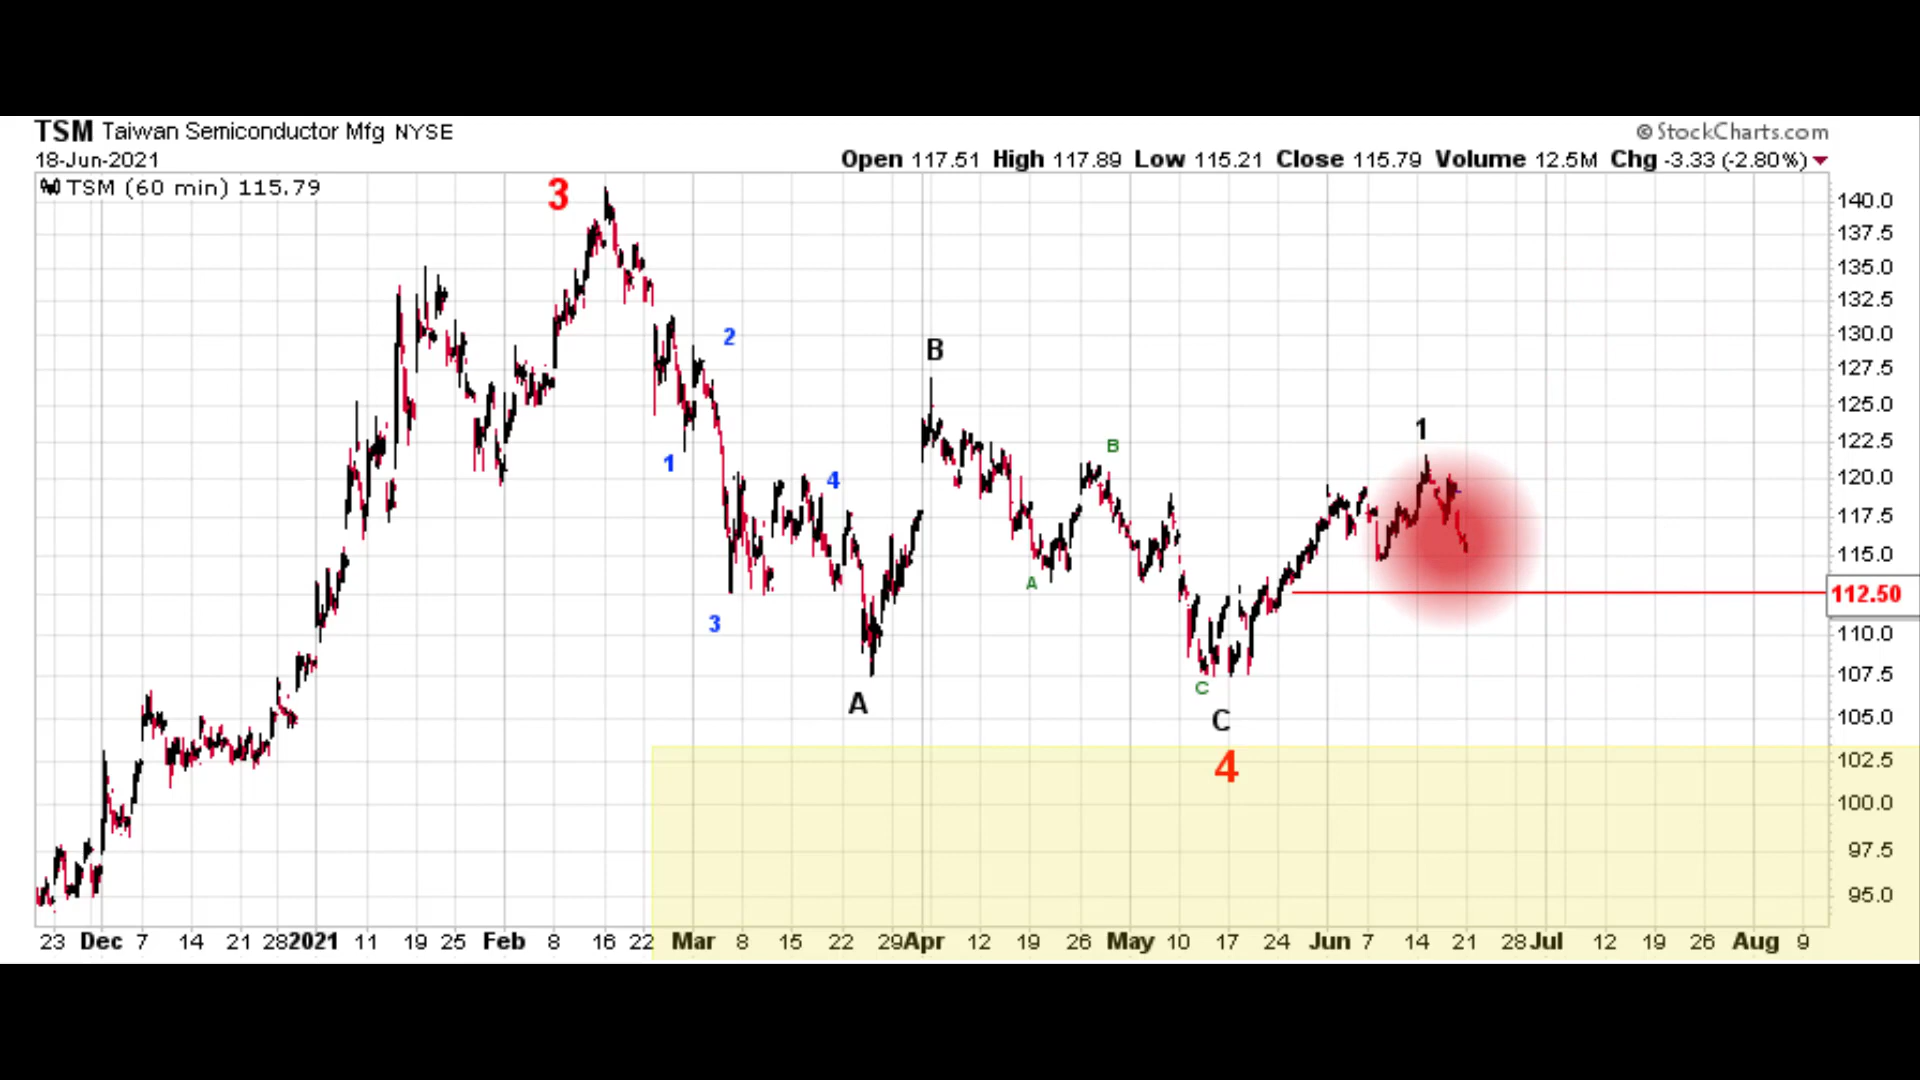 TSM Taiwan Semiconductor Mfg NYSE
© StockCharts.com
18-Jun-2021
Open 117.51 High 117.89 Low 115.21 Close 115.79 Volume 12.5M Chg -3.33 (-2.80%)
TSM (60 min) 115.79
3
140.0
137.5
135.0
132.5
2
130.0
B
127.5
125.0
1
122.5
B
1
4
120.0
117.5
115.0
A
112.50
3
110.0
107.5
C
A
C
105.0
4
102.5
100.0
97.5
95.0
23 Dec 7 14 21 28 2021 11 19 25 Feb 8 16 22 Mar 8 15 22 29 Apr 12 19 26 May 10 17 24 Jun 7 14 21 28 Jul 12 19 26 Aug 9